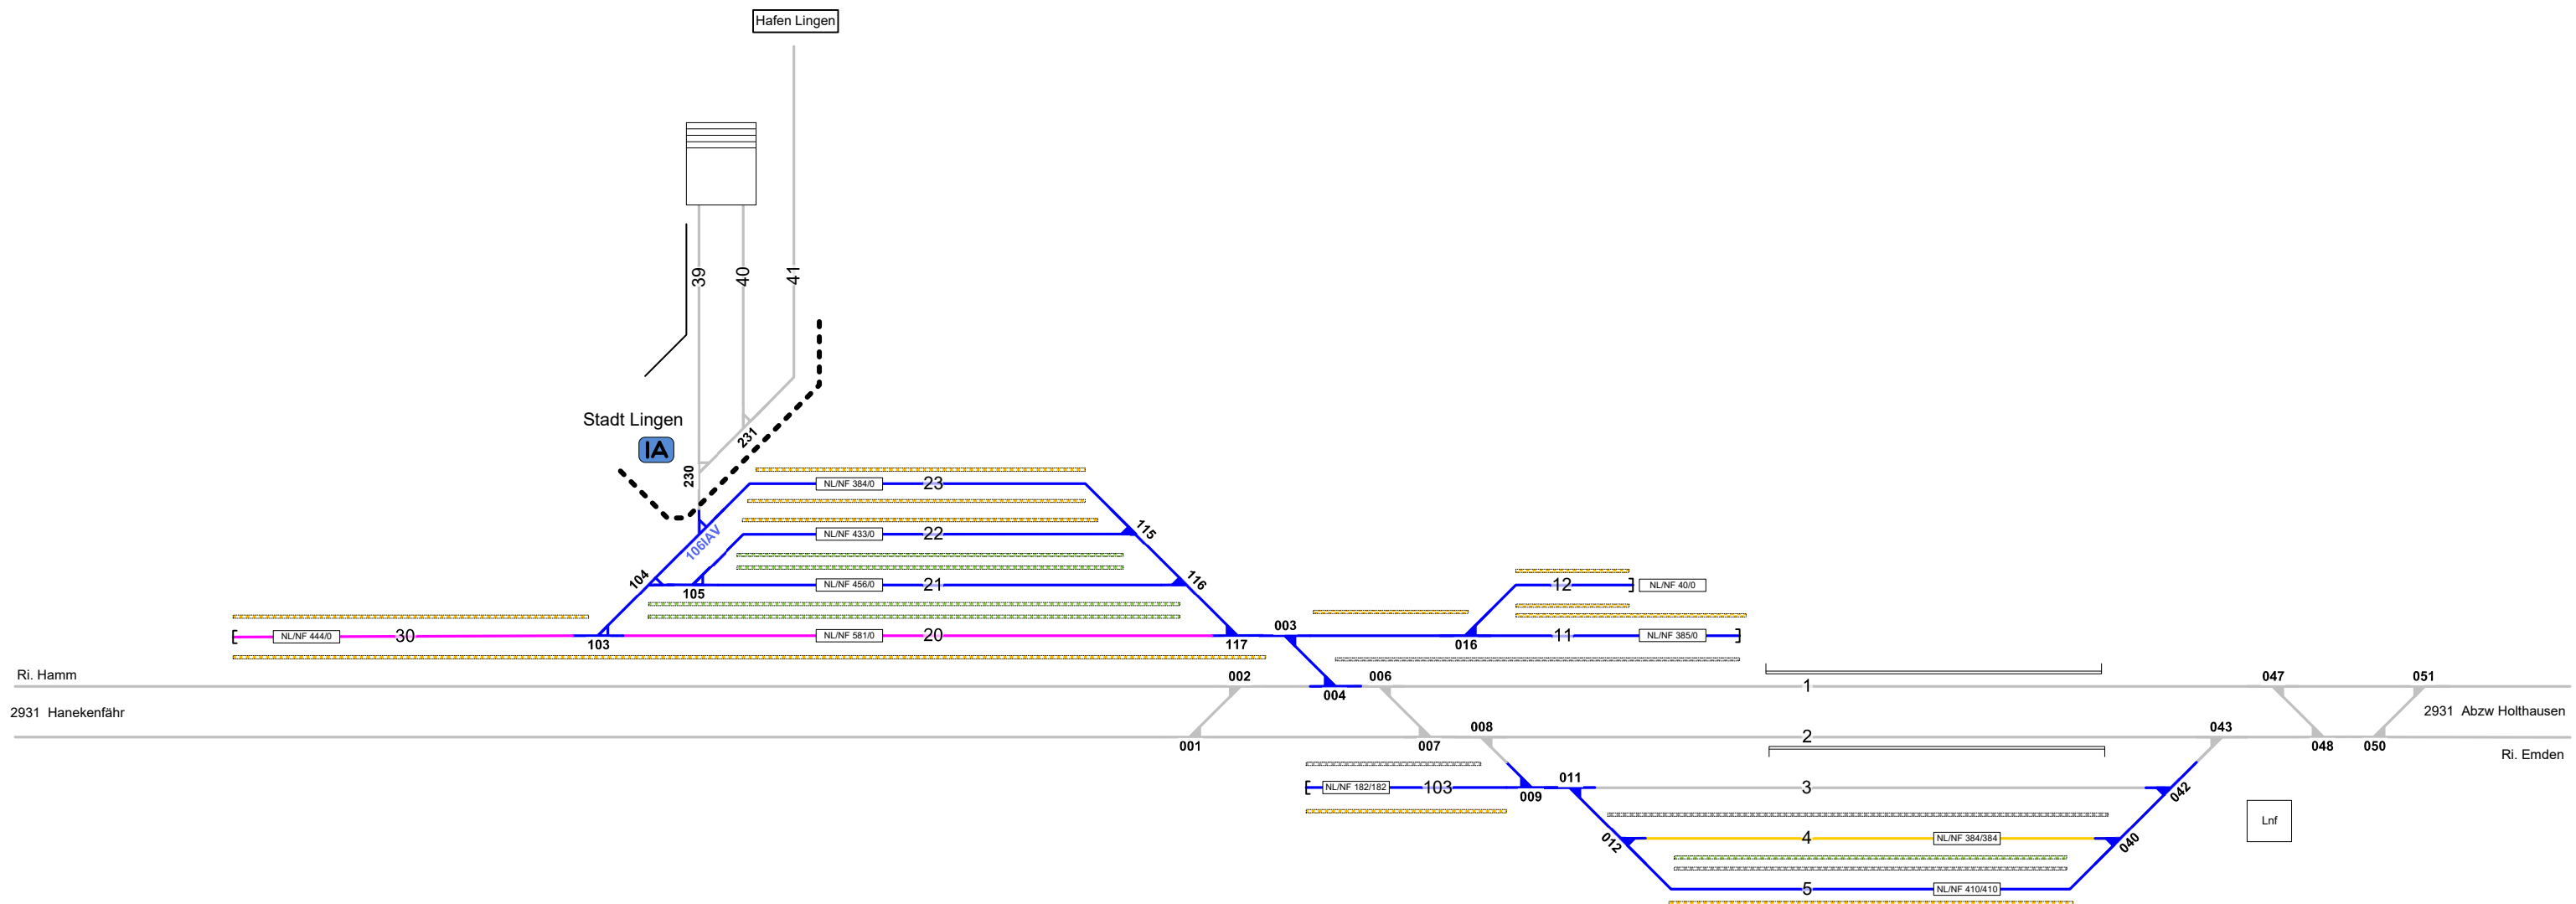 Hafen Lingen
39
40
41
Stadt Lingen
IA
231
230
NL/NF 384/0
23
106IAV
115
NL/NF 433/0
22
104
105
NL/NF 456/0
21
116
12
NL/NF 40/0
NL/NF 444/0
30
103
NL/NF 581/0
20
117
003
016
11
NL/NF 385/0
Ri. Hamm
002
004
006
1
047
051
2931 Hanekenfähr
2931 Abzw Holthausen
001
007
008
2
043
048
050
Ri. Emden
NL/NF 182/182
103
009
011
3
042
012
4
NL/NF 384/384
040
Lnf
5
NL/NF 410/410